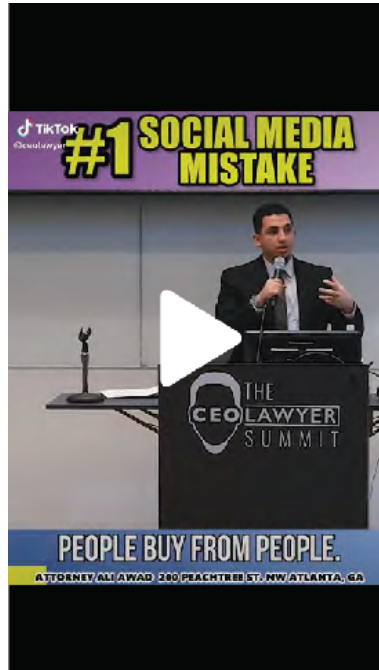 TikTok
@ceolawyer
#1 SOCIAL MEDIA
MISTAKE
THE
CEO LAWYER
SUMMIT
PEOPLE BUY FROM PEOPLE.
ATTORNEY ALI AWAD 200 PEACHTREE ST. NW ATLANTA, GA